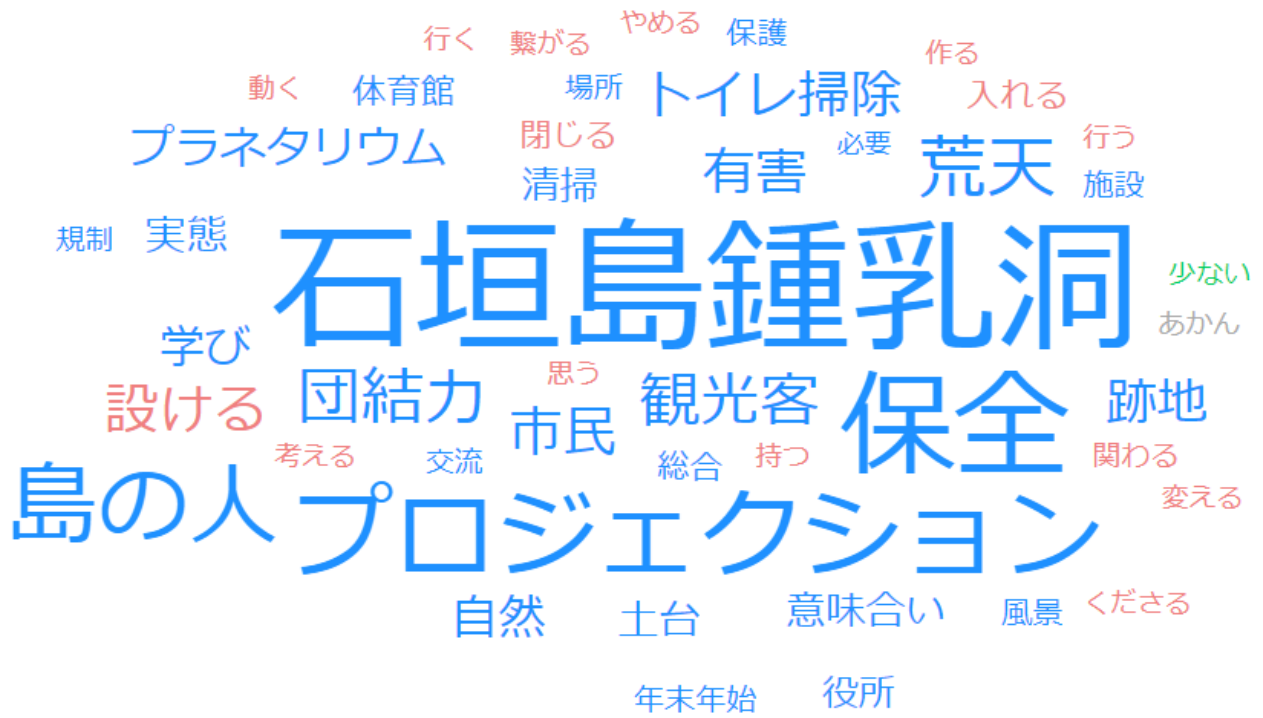 行く 繋がる やめる 保護 作る
動く 体育館 場所 トイレ掃除 入れる
プラネタリウム 閉じる 有害 必要 荒天 行う
清掃 施設
規制 実態 石垣島鍾乳洞 少ない
あかん
学び 設ける 団結力 思う 市民 観光客 保全 跡地
考える 交流 総合 持つ 関わる
島の人 プロジェクション 変える
自然 土台 意味合い 風景 くださる
年末年始 役所